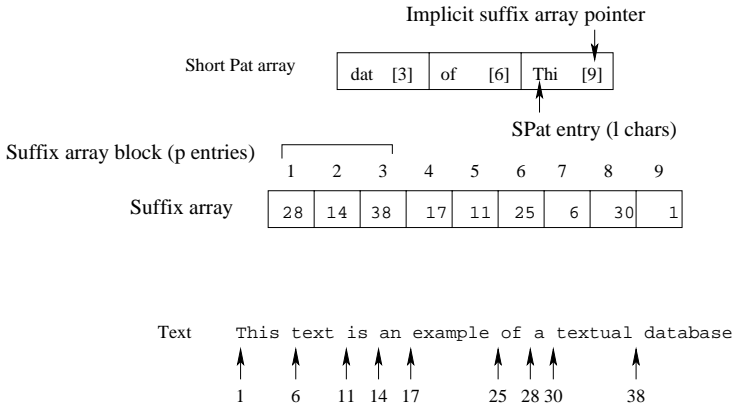 Implicit suffix array pointer
Short Pat array
dat [3] of [6] Thi [9]
SPat entry (l chars)
Suffix array block (p entries)
1 2 3 4 5 6 7 8 9
Suffix array 28 14 38 17 11 25 6 30 1
Text This text is an example of a textual database
1 6 11 14 17 25 28 30 38